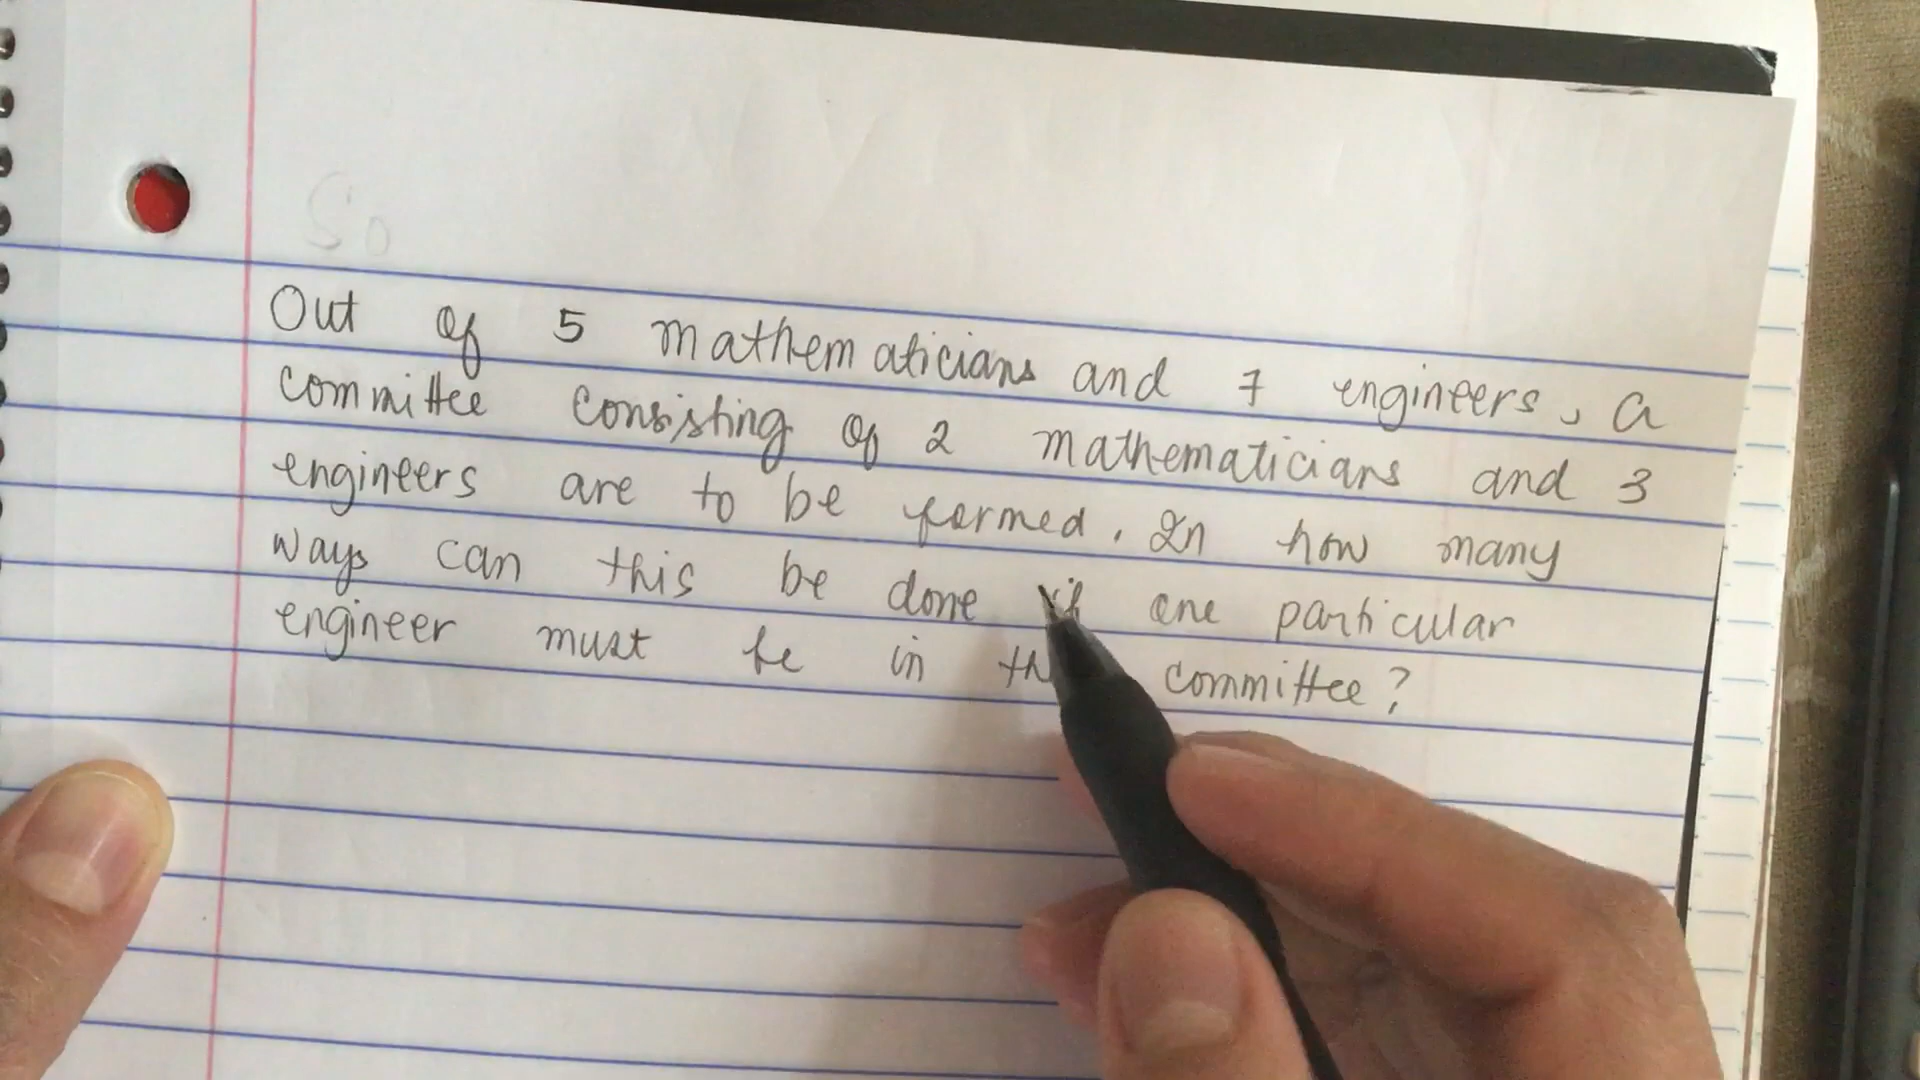 So
Out of 5 mathematicians and 7 engineers, a
committee consisting of 2 mathematicians and 3
engineers are to be formed. In how many
ways can this be done if one particular
engineer must be in committee?